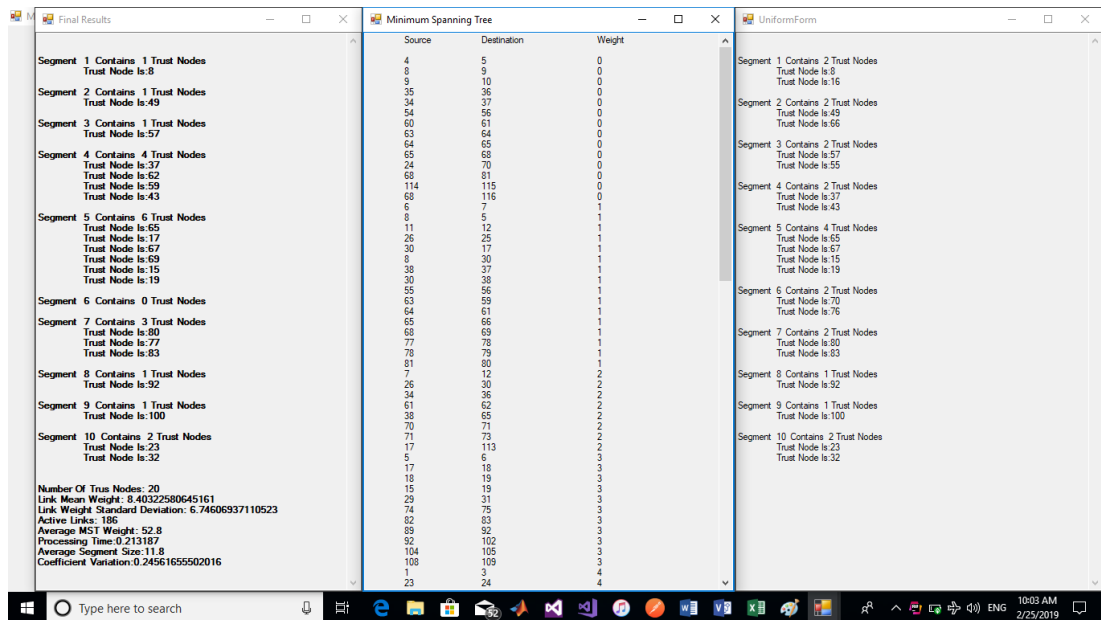 M
Final Results
Segment 1 Contains 1 Trust Nodes
Trust Node Is:8
Segment 2 Contains 1 Trust Nodes
Trust Node Is:49
Segment 3 Contains 1 Trust Nodes
Trust Node Is:57
Segment 4 Contains 4 Trust Nodes
Trust Node Is:37
Trust Node Is:62
Trust Node Is:59
Trust Node Is:43
Segment 5 Contains 6 Trust Nodes
Trust Node Is:65
Trust Node Is:17
Trust Node Is:67
Trust Node Is:69
Trust Node Is:15
Trust Node Is:19
Segment 6 Contains 0 Trust Nodes
Segment 7 Contains 3 Trust Nodes
Trust Node Is:80
Trust Node Is:77
Trust Node Is:83
Segment 8 Contains 1 Trust Nodes
Trust Node Is:92
Segment 9 Contains 1 Trust Nodes
Trust Node Is:100
Segment 10 Contains 2 Trust Nodes
Trust Node Is:23
Trust Node Is:32
Number Of Trus Nodes: 20
Link Mean Weight: 8.40322580645161
Link Weight Standard Deviation: 6.74606937110523
Active Links: 186
Average MST Weight: 52.8
Processing Time:0.213187
Average Segment Size:11.8
Coefficient Variation:0.24561655502016
Minimum Spanning Tree
Source Destination Weight
4 5 0
8 9 0
9 10 0
35 36 0
34 37 0
54 56 0
60 61 0
63 64 0
64 65 0
65 68 0
24 70 0
68 81 0
114 115 0
68 116 0
6 7 1
8 5 1
11 12 1
26 25 1
30 17 1
8 30 1
38 37 1
30 38 1
55 56 1
63 59 1
64 61 1
65 66 1
68 69 1
77 78 1
78 79 1
81 80 1
7 12 2
26 30 2
34 36 2
61 62 2
38 65 2
70 71 2
71 73 2
17 113 2
5 6 3
17 18 3
18 19 3
15 19 3
29 31 3
74 75 3
82 83 3
89 92 3
92 102 3
104 105 3
108 109 3
1 3 4
23 24 4
UniformForm
Segment 1 Contains 2 Trust Nodes
Trust Node Is:8
Trust Node Is:16
Segment 2 Contains 2 Trust Nodes
Trust Node Is:49
Trust Node Is:66
Segment 3 Contains 2 Trust Nodes
Trust Node Is:57
Trust Node Is:55
Segment 4 Contains 2 Trust Nodes
Trust Node Is:37
Trust Node Is:43
Segment 5 Contains 4 Trust Nodes
Trust Node Is:65
Trust Node Is:67
Trust Node Is:15
Trust Node Is:19
Segment 6 Contains 2 Trust Nodes
Trust Node Is:70
Trust Node Is:76
Segment 7 Contains 2 Trust Nodes
Trust Node Is:80
Trust Node Is:83
Segment 8 Contains 1 Trust Nodes
Trust Node Is:92
Segment 9 Contains 1 Trust Nodes
Trust Node Is:100
Segment 10 Contains 2 Trust Nodes
Trust Node Is:23
Trust Node Is:32
Type here to search
52
ENG
10:03 AM
2/25/2019